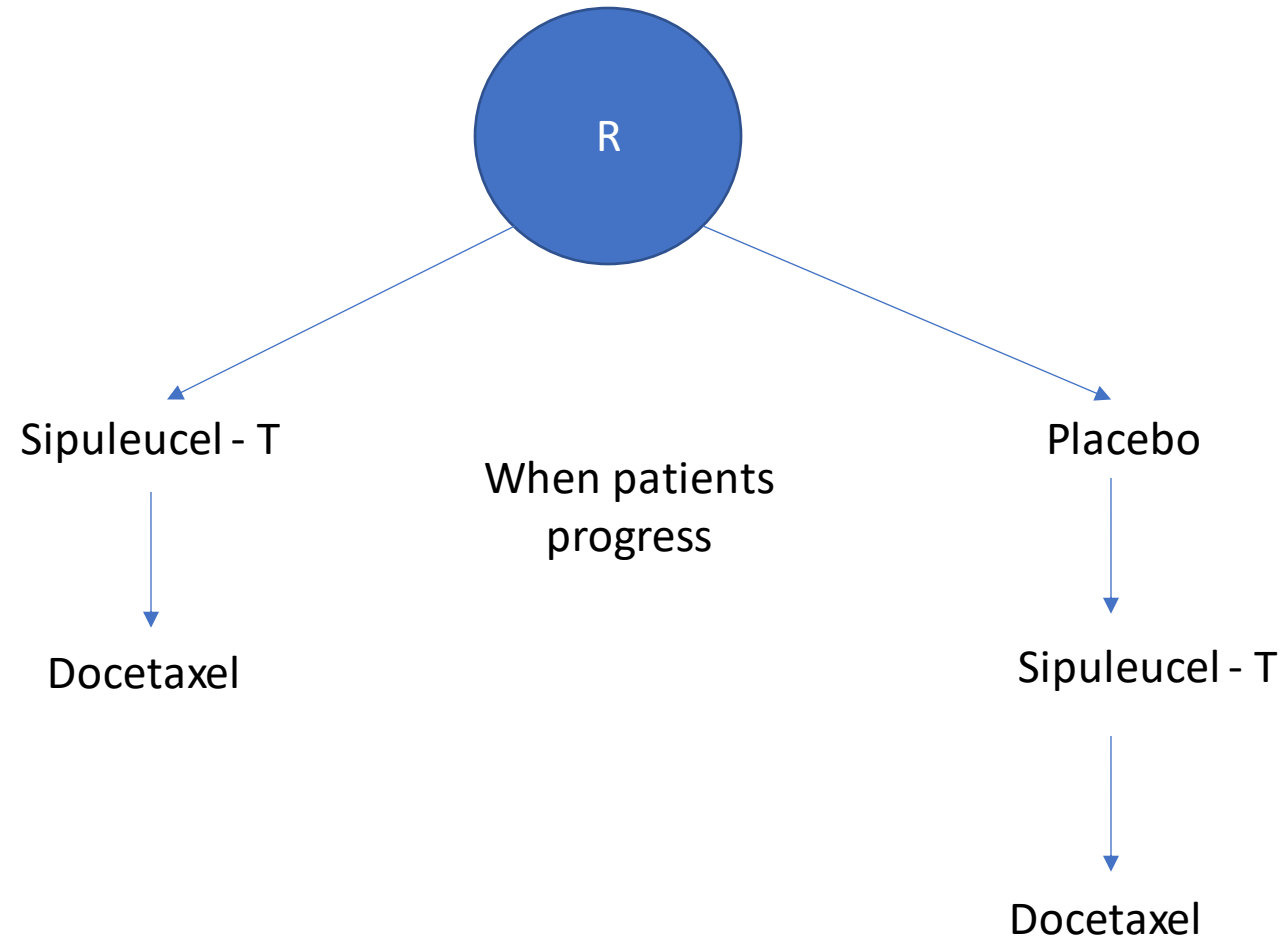 R
Sipuleucel - T
Placebo
When patients
progress
Docetaxel
Sipuleucel - T
Docetaxel